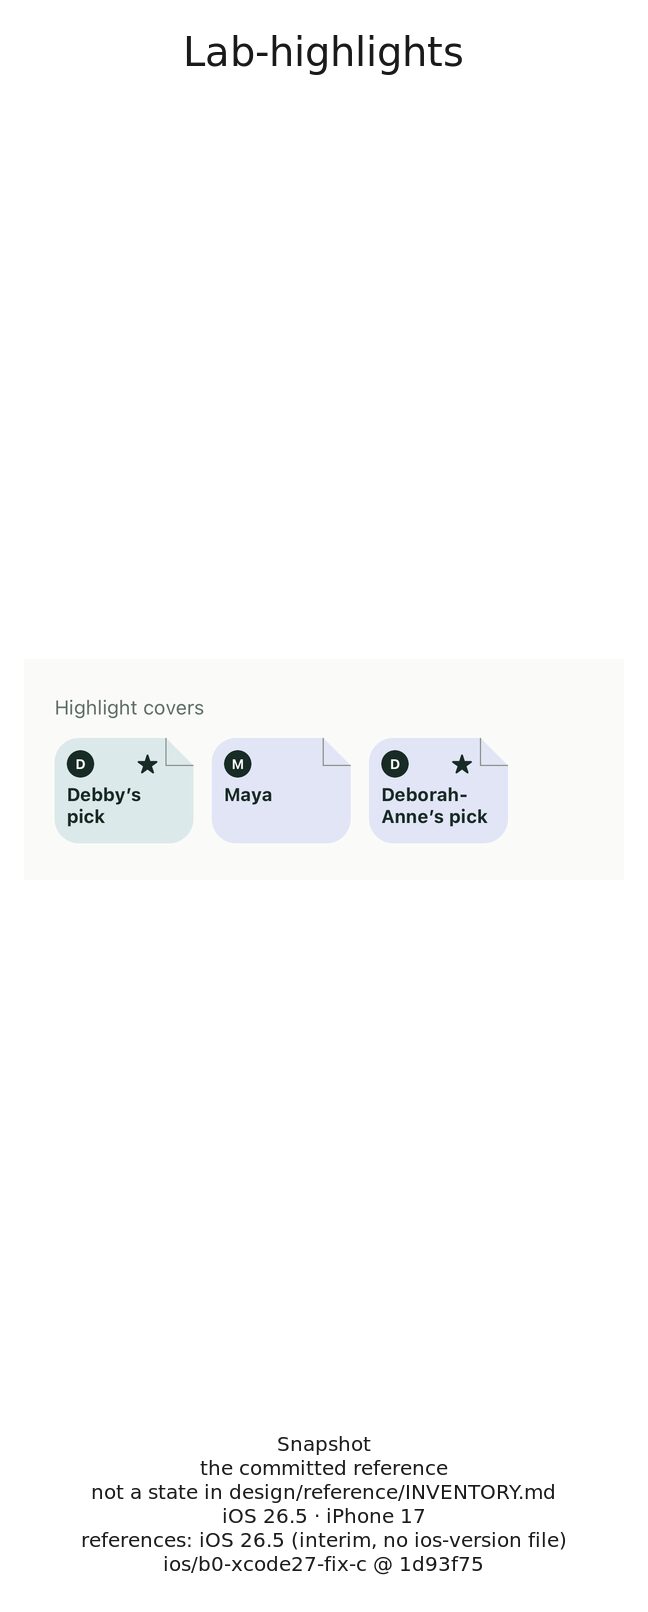 Lab-highlights
Highlight covers
D
Debby’s
pick
M
Maya
D
Deborah-
Anne’s pick
Snapshot
the committed reference
not a state in design/reference/INVENTORY.md
iOS 26.5 · iPhone 17
references: iOS 26.5 (interim, no ios-version file)
ios/b0-xcode27-fix-c @ 1d93f75